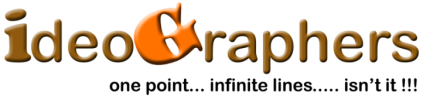 ideoGraphers
one point... infinite lines..... isn't it !!!